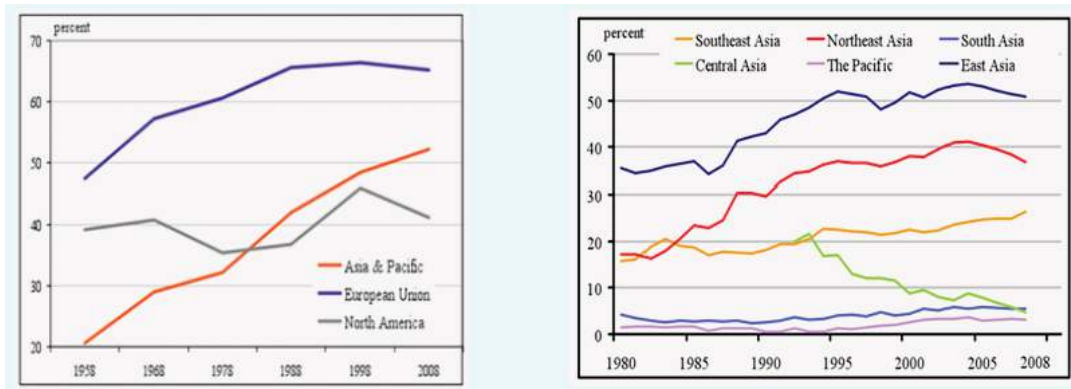 percent
70
60
50
40
30
20
Asia & Pacific
European Union
North America
1958 1968 1978 1988 1998 2008
percent
Southeast Asia Northeast Asia South Asia
Central Asia The Pacific East Asia
60
50
40
30
20
10
0
1980 1985 1990 1995 2000 2005 2008